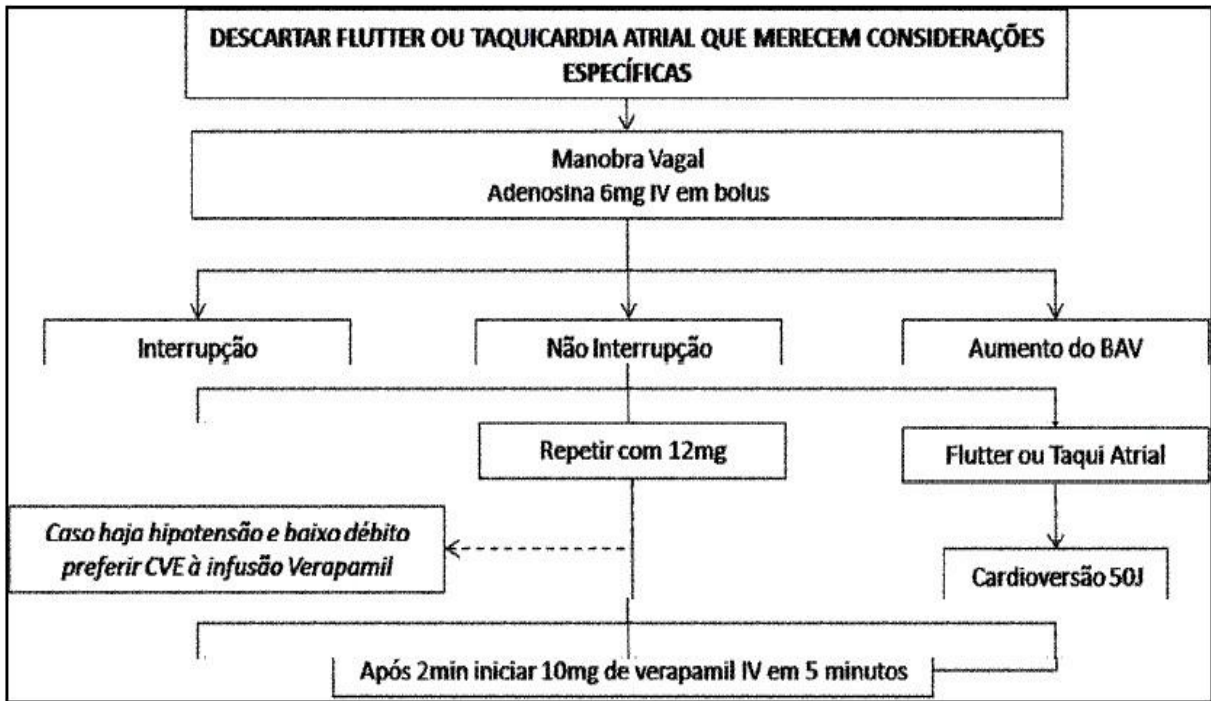 DESCARTAR FLUTTER OU TAQUICARDIA ATRIAL QUE MERECEM CONSIDERAÇÕES
ESPECÍFICAS
Manobra Vagal
Adenosina 6mg IV em bolus
Interrupção
Não Interrupção
Aumento do BAV
Repetir com 12mg
Flutter ou Taqui Atrial
Caso haja hipotensão e baixo débito
preferir CVE à infusão Verapamil
Cardioversão 50J
Após 2min iniciar 10mg de verapamil IV em 5 minutos